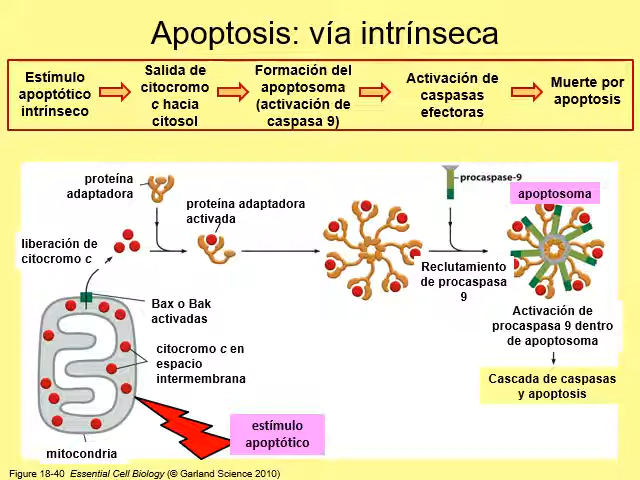 Apoptosis: vía intrínseca
Estímulo
apoptótico
intrínseco
Salida de
citocromo
c hacia
citosol
Formación del
apoptosoma
(activación de
caspasa 9)
Activación de
caspasas
efectoras
Muerte por
apoptosis
proteína
adaptadora
proteína adaptadora
activada
procaspase-9
apoptosoma
liberación de
citocromo c
Reclutamiento
de procaspasa
9
Bax o Bak
activadas
Activación de
procaspasa 9 dentro
de apoptosoma
citocromo c en
espacio
intermembrana
Cascada de caspasas
y apoptosis
estímulo
apoptótico
mitocondria
Figure 18-40 Essential Cell Biology (© Garland Science 2010)